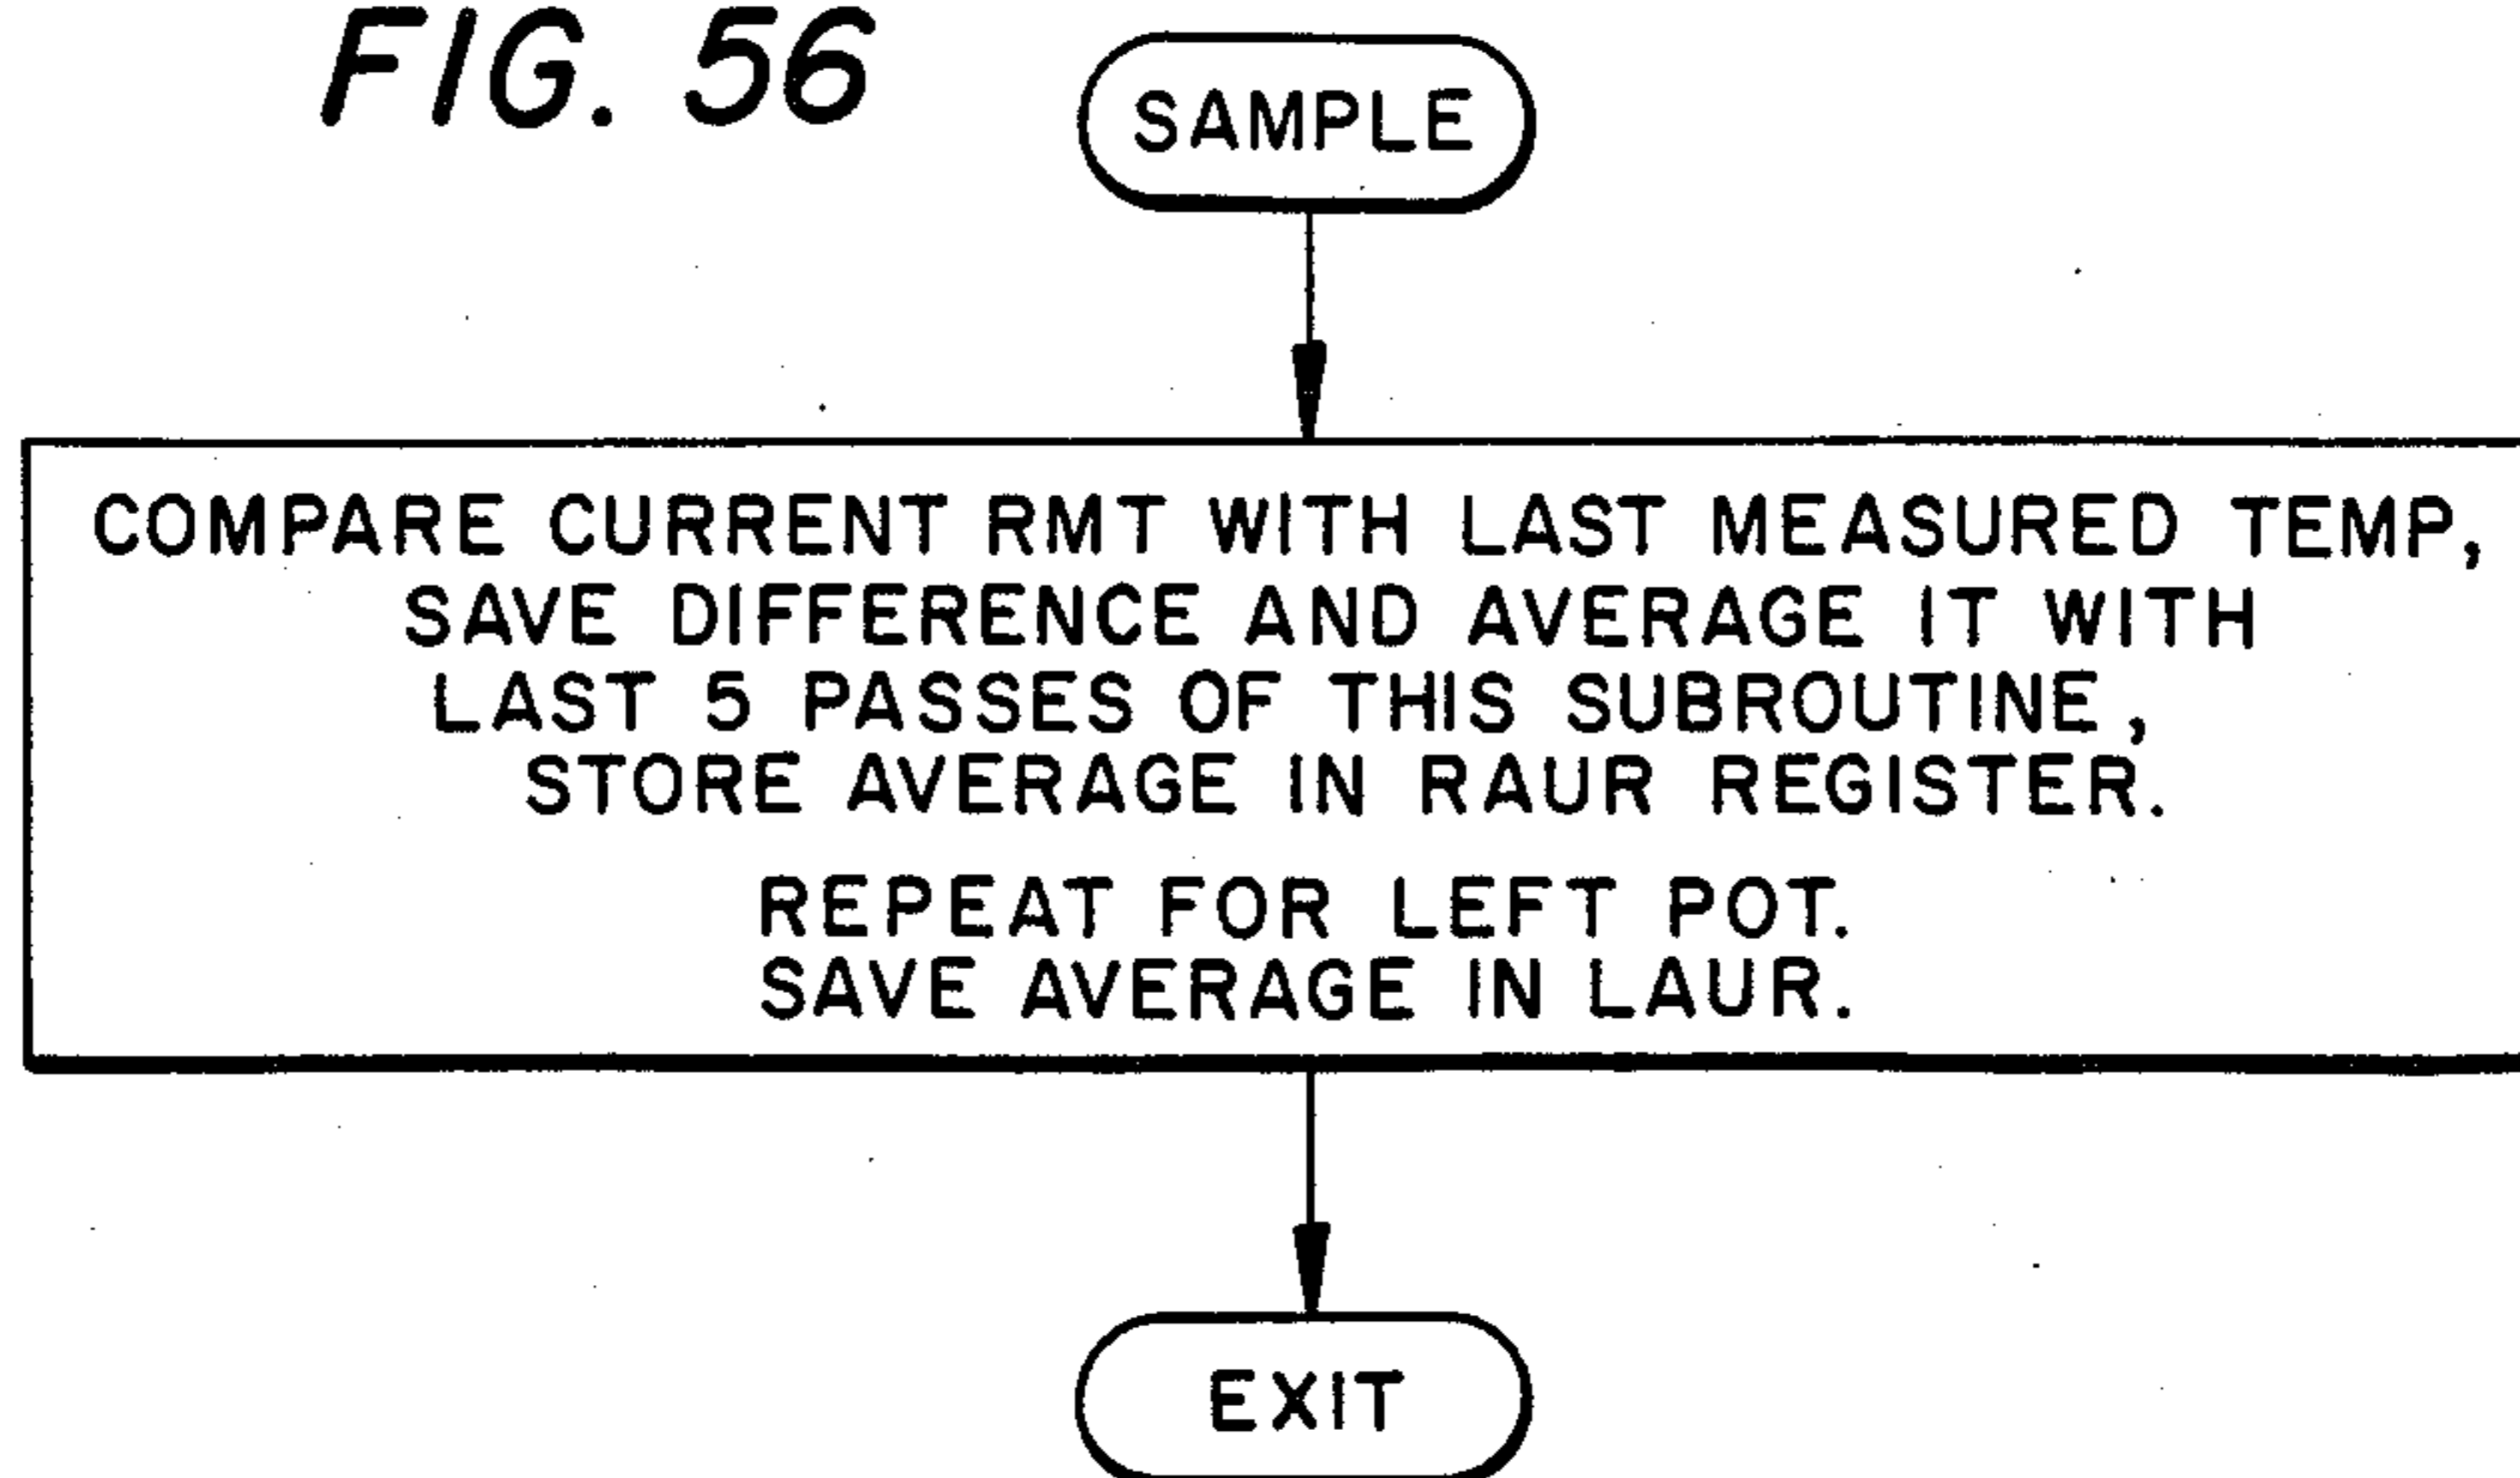 FIG. 56
SAMPLE
COMPARE CURRENT RMT WITH LAST MEASURED TEMP,
SAVE DIFFERENCE AND AVERAGE IT WITH
LAST 5 PASSES OF THIS SUBROUTINE,
STORE AVERAGE IN RAUR REGISTER.
REPEAT FOR LEFT POT.
SAVE AVERAGE IN LAUR.
EXIT